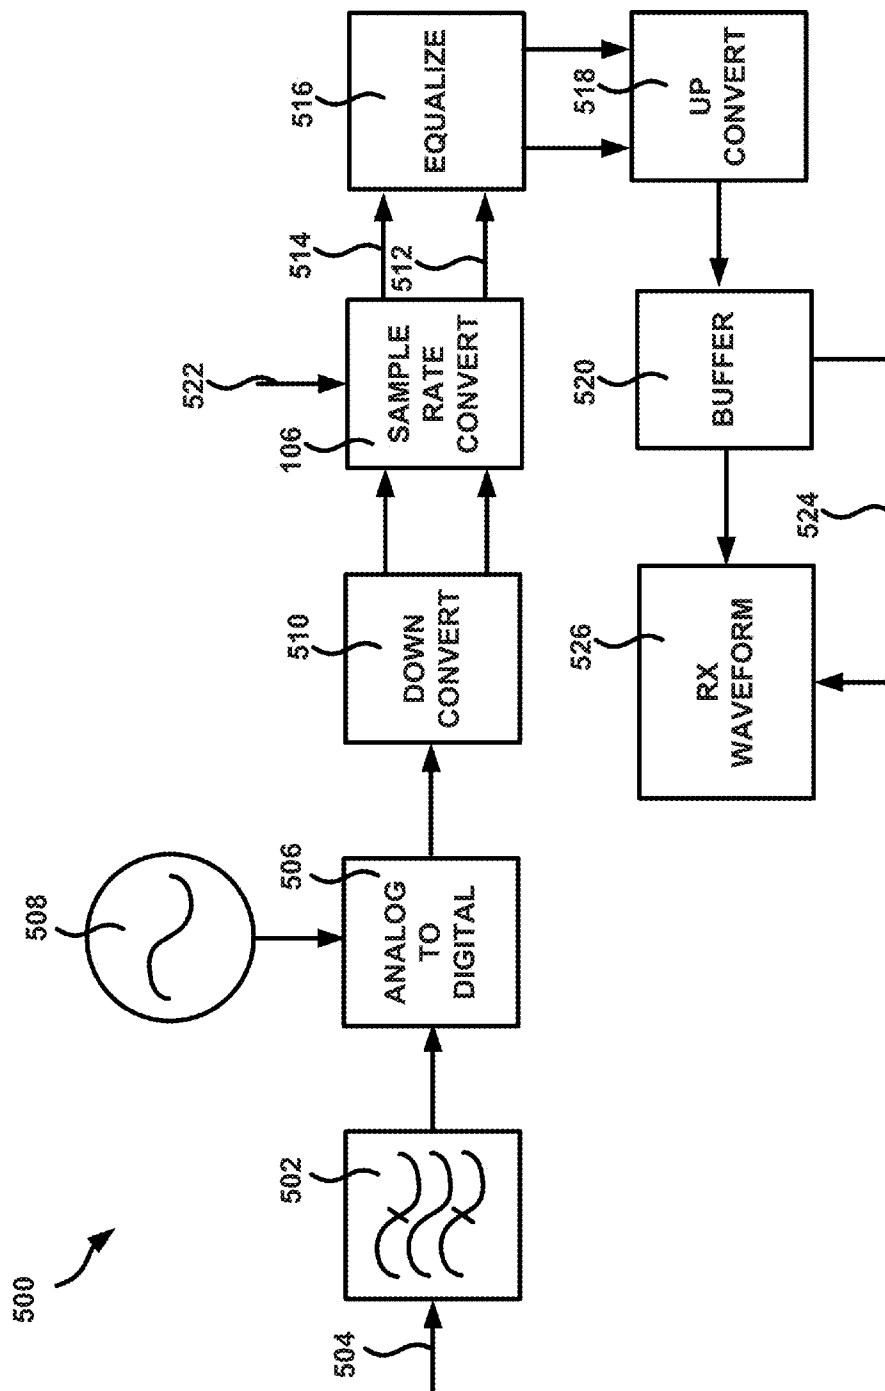 500
504
502
508
506
ANALOG
TO
DIGITAL
510
DOWN
CONVERT
522
106
SAMPLE
RATE
CONVERT
514
512
516
EQUALIZE
518
UP
CONVERT
520
BUFFER
524
526
RX
WAVEFORM